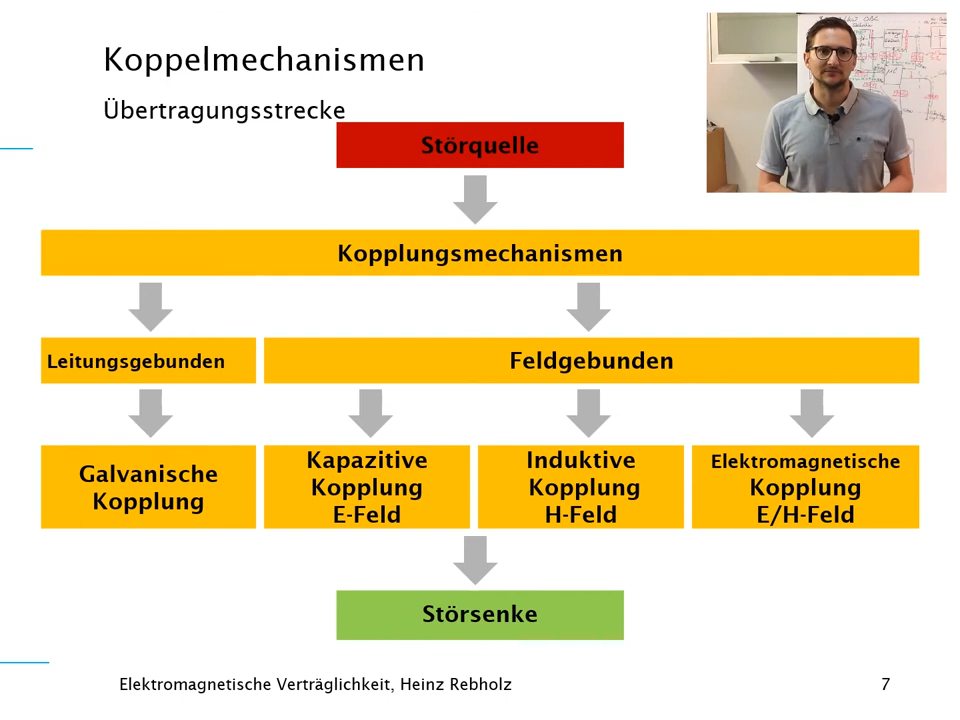 Koppelmechanismen
Übertragungsstrecke
Störquelle
Kopplungsmechanismen
Leitungsgebunden
Feldgebunden
Galvanische
Kopplung
Kapazitive
Kopplung
E-Feld
Induktive
Kopplung
H-Feld
Elektromagnetische
Kopplung
E/H-Feld
Störsenke
Elektromagnetische Verträglichkeit, Heinz Rebholz
7